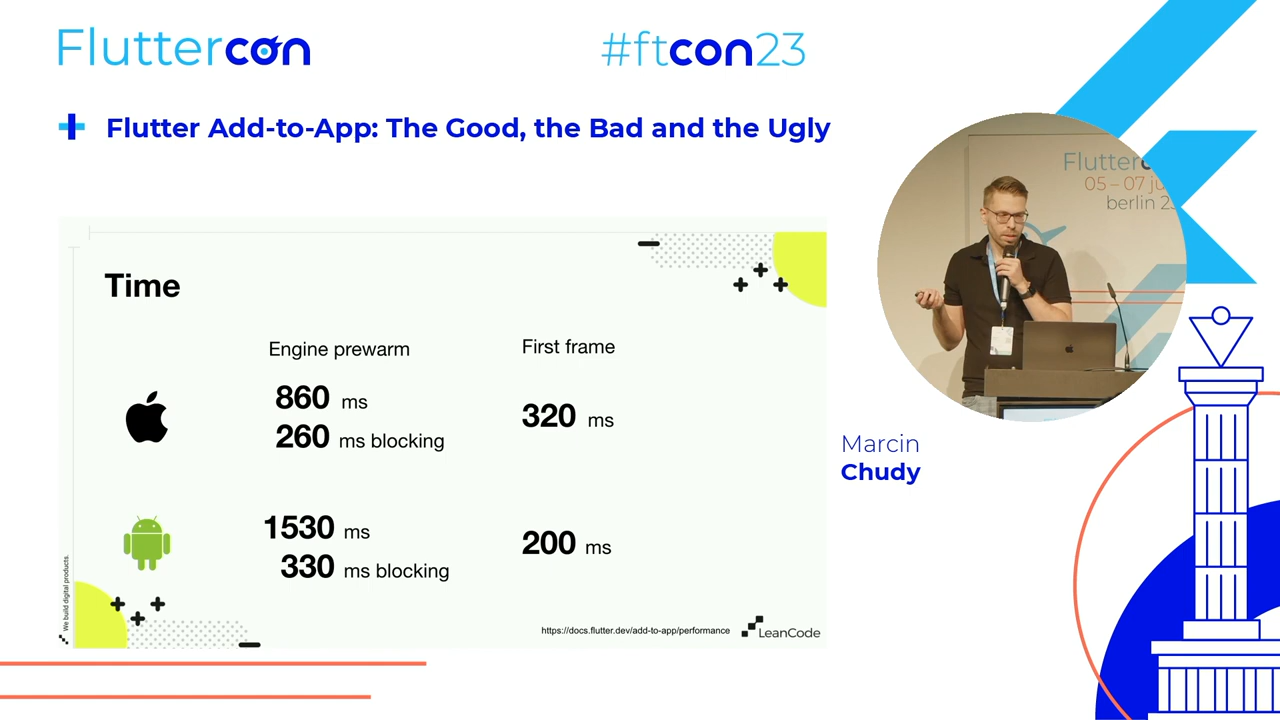 Fluttercon
#ftcon23
Flutter Add-to-App: The Good, the Bad and the Ugly
Flutter
05 – 07 ju
berlin 23
Time
Engine prewarm
First frame
860 ms
260 ms blocking
320 ms
1530 ms
330 ms blocking
200 ms
We build digital products.
https://docs.flutter.dev/add-to-app/performance
LeanCode
Marcin
Chudy